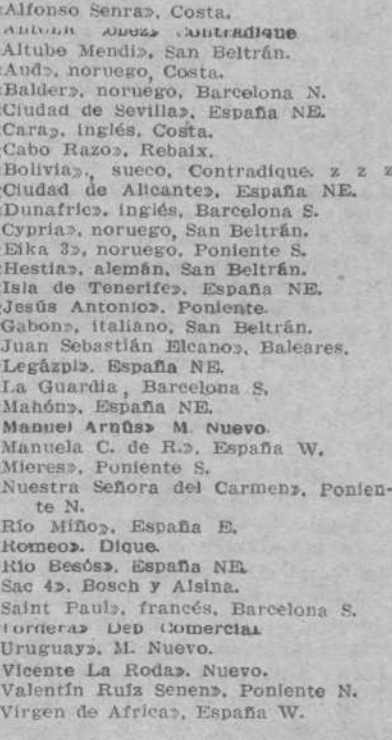 Alfonso Senra», Costa.
Contradique
Altube Mendi», San Beltrán.
And», noruego, Costa.
Balder», noruego, Barcelona N.
Ciudad de Sevilla», España NE.
Cara», inglés, Costa.
Cabo Razo», Rebaix.
Bolivia»., sueco, Contradique. z z z
Ciudad de Alicante», España NE.
Dunafric», inglés, Barcelona S.
Cypria», noruego, San Beltrán.
Eika 3», noruego, Poniente S.
Hestia», alemán, San Beltrán.
Isla de Tenerife», España NE.
Jesús Antonio», Poniente.
Gabon», italiano, San Beltrán.
Juan Sebastián Elcano», Baleares.
Legázpi», España NE.
La Guardia, Barcelona S.
Mahón», España NE.
Manuel Arnús» M. Nuevo.
Manuela C. de R.», España W.
Mieres», Poniente S.
Nuestra Señora del Carmen», Ponien-
te N.
Río Miño», España E.
Romeo». Dique.
Río Besós», España NE.
Sac 4». Bosch y Alsina.
Saint Paul», francés, Barcelona S.
Tordera» Dep Comercial
Uruguay», M. Nuevo.
Vicente La Roda». Nuevo.
Valentín Ruíz Senen», Poniente N.
Virgen de Africa», España W.